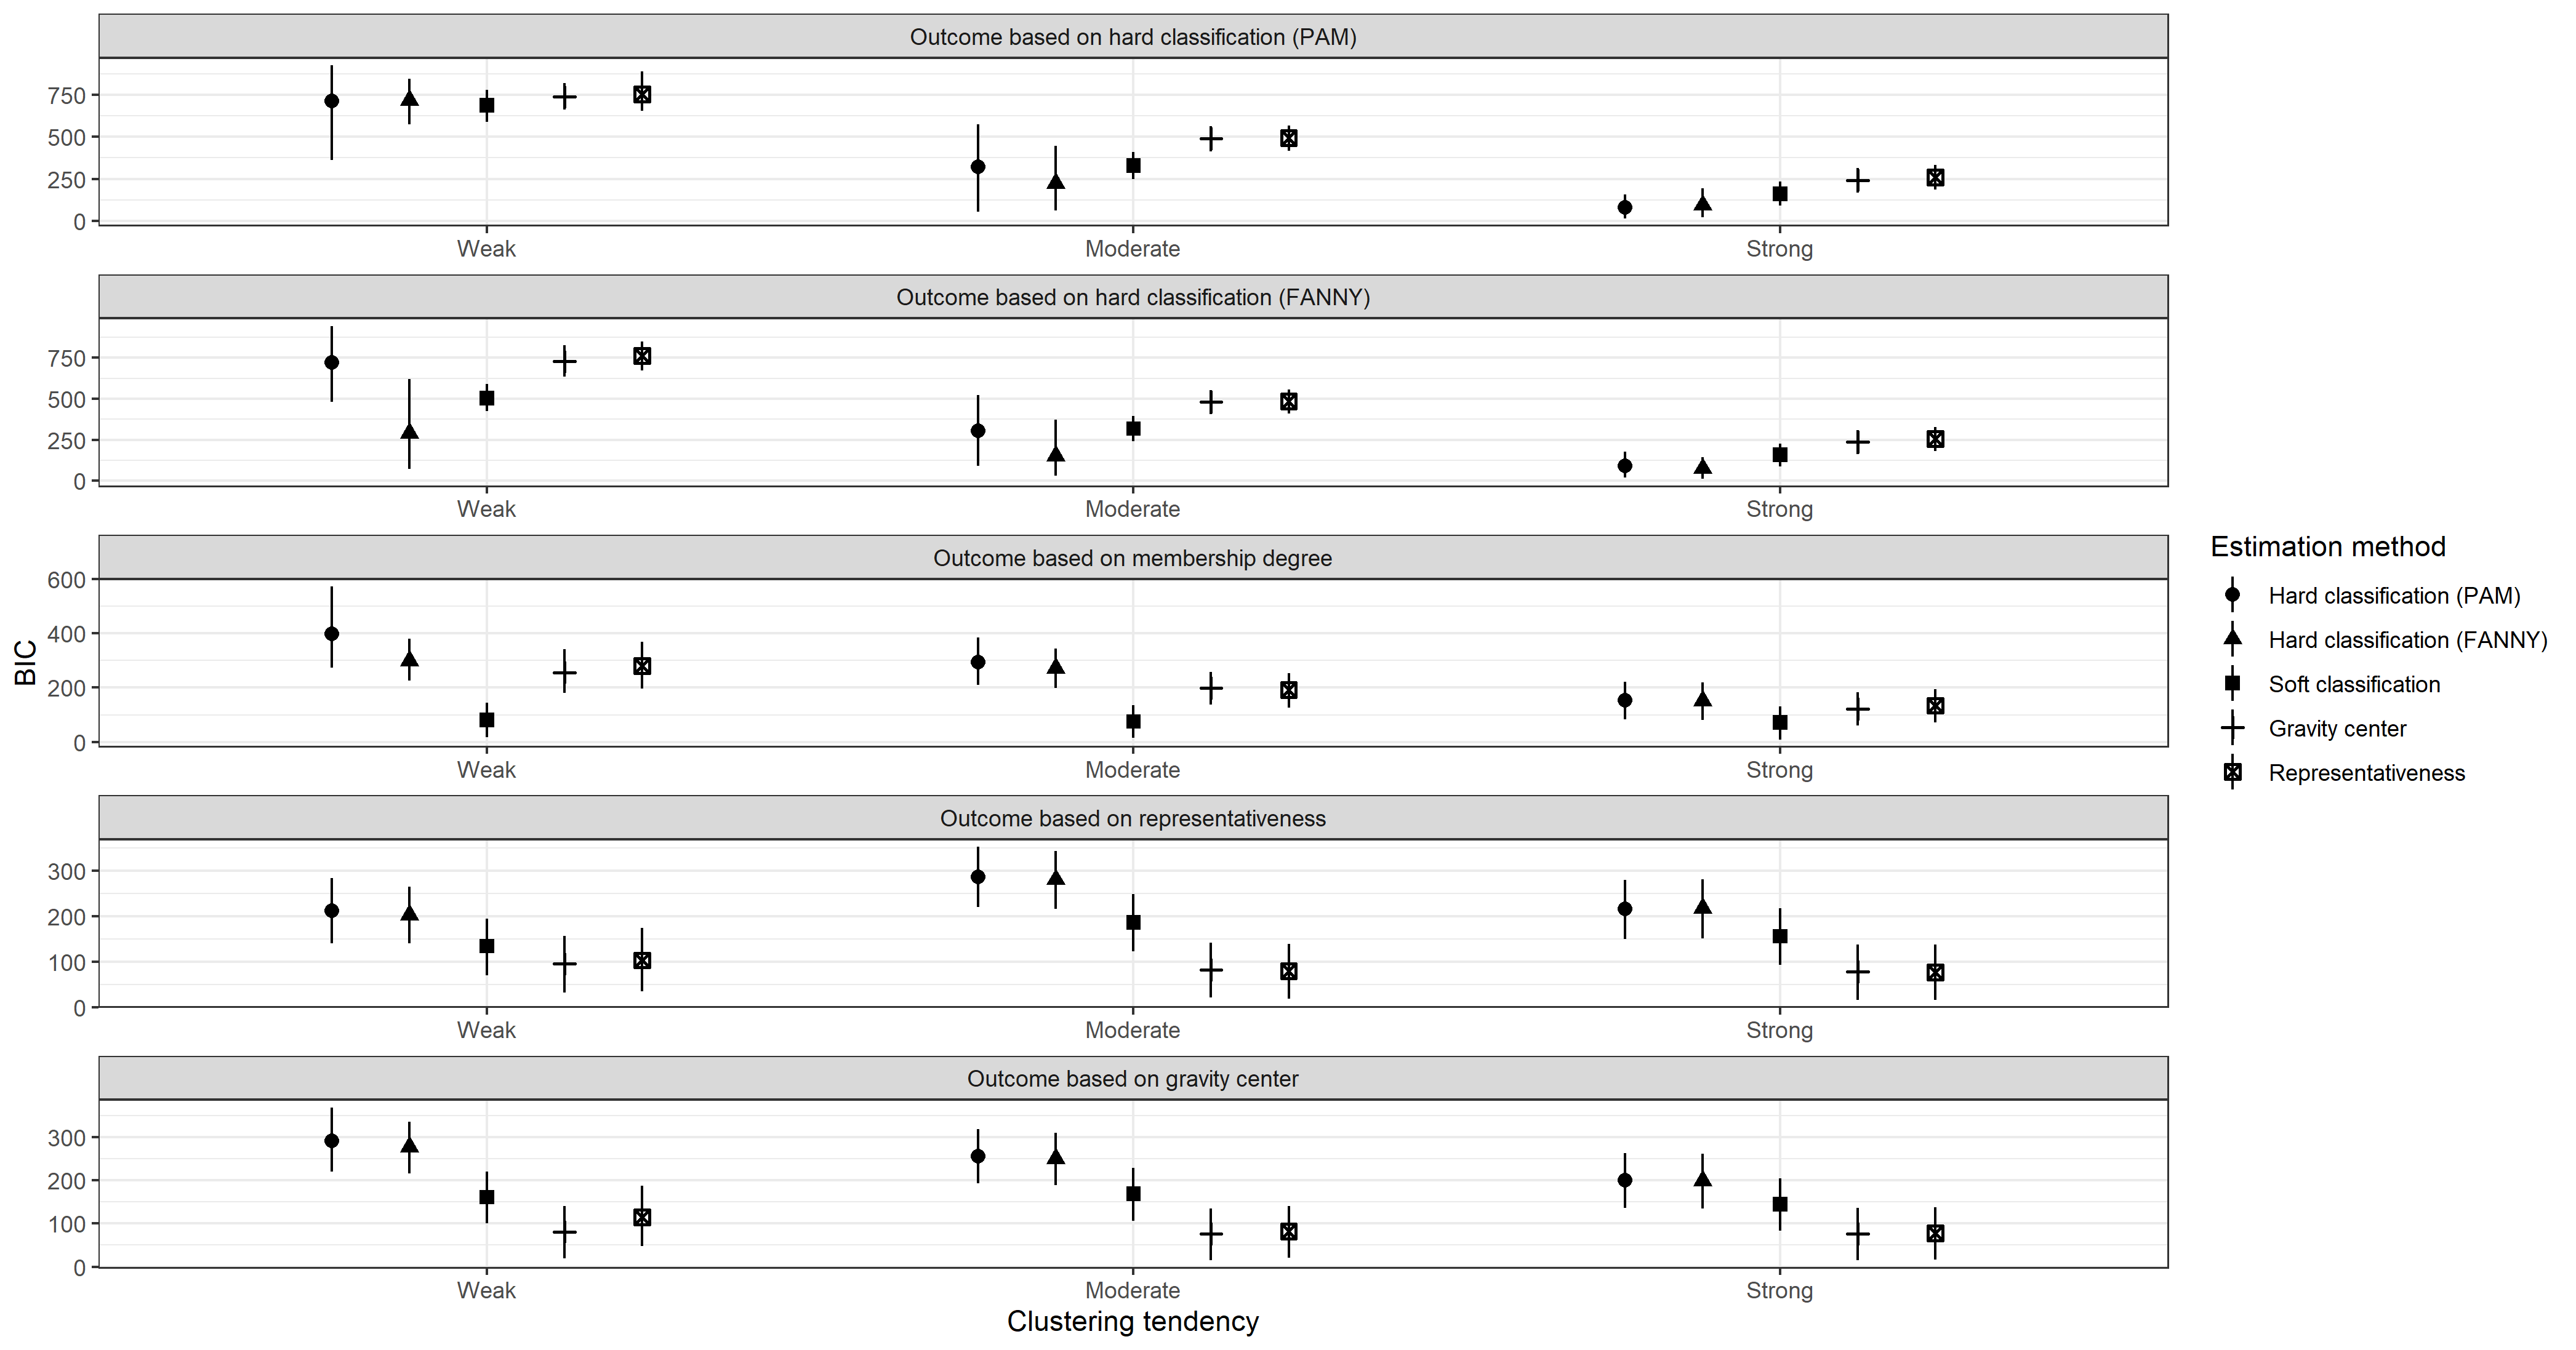 Outcome based on hard classification (PAM)
750
500
250
0
Weak
Moderate
Strong
Outcome based on hard classification (FANNY)
750
500
250
0
Weak
Moderate
Strong
Outcome based on membership degree
600
400
200
0
Weak
Moderate
Strong
Outcome based on representativeness
300
200
100
0
Weak
Moderate
Strong
Outcome based on gravity center
300
200
100
0
Weak
Moderate
Strong
Clustering tendency
BIC
Estimation method
Hard classification (PAM)
Hard classification (FANNY)
Soft classification
Gravity center
Representativeness